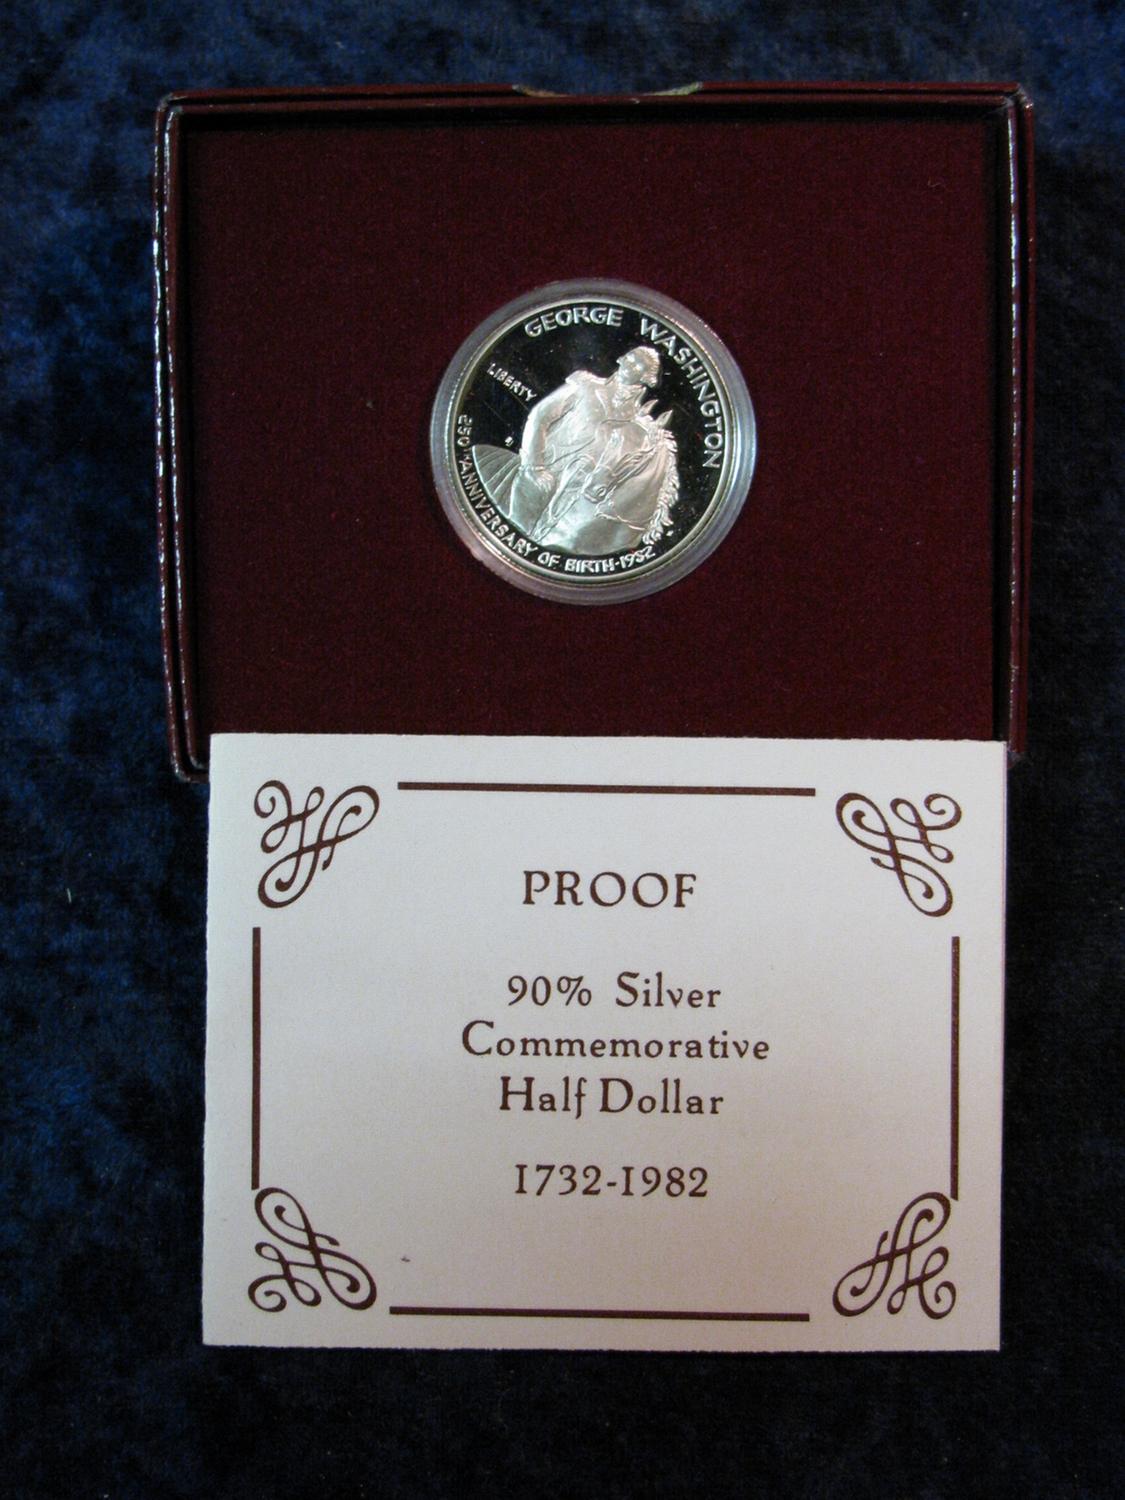 GEORGE WASHINGTON
LIBERTY
250TH ANNIVERSARY OF BIRTH-1982
PROOF
90% Silver
Commemorative
Half Dollar
1732-1982